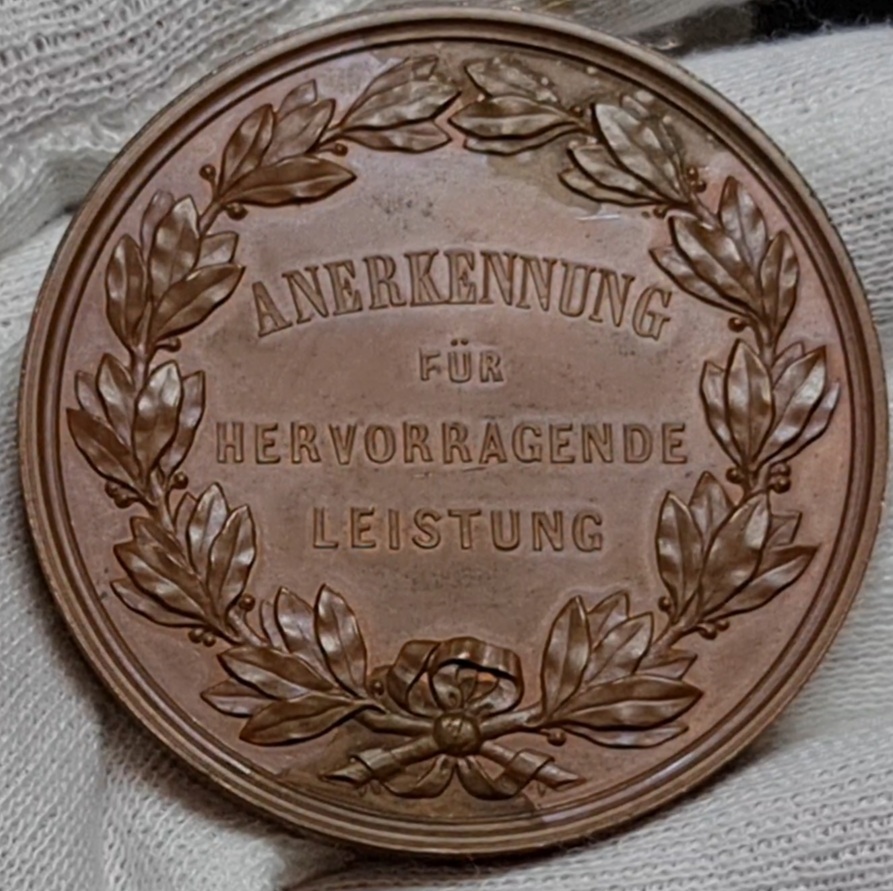 ANERKENNUNG
FÜR
HERVORRAGENDE
LEISTUNG